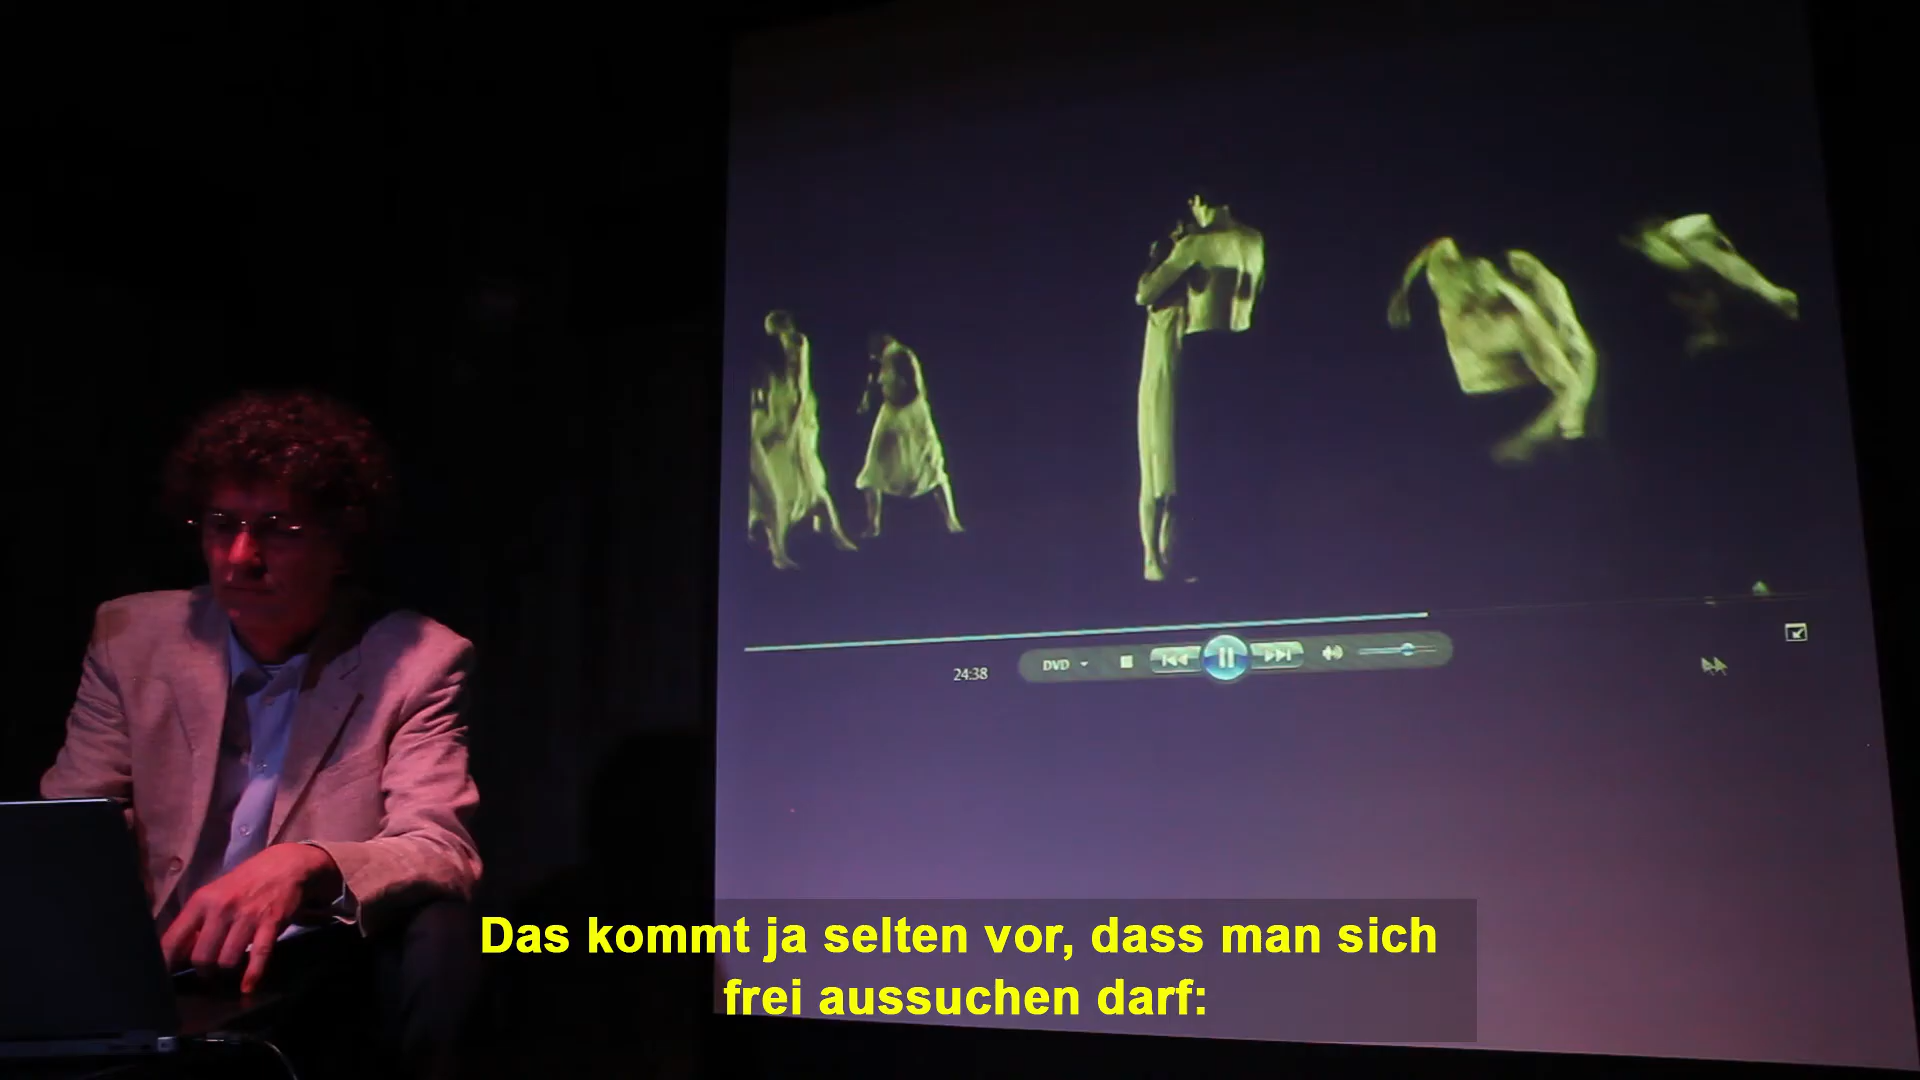 24:38
DVD
Das kommt ja selten vor, dass man sich
frei aussuchen darf: